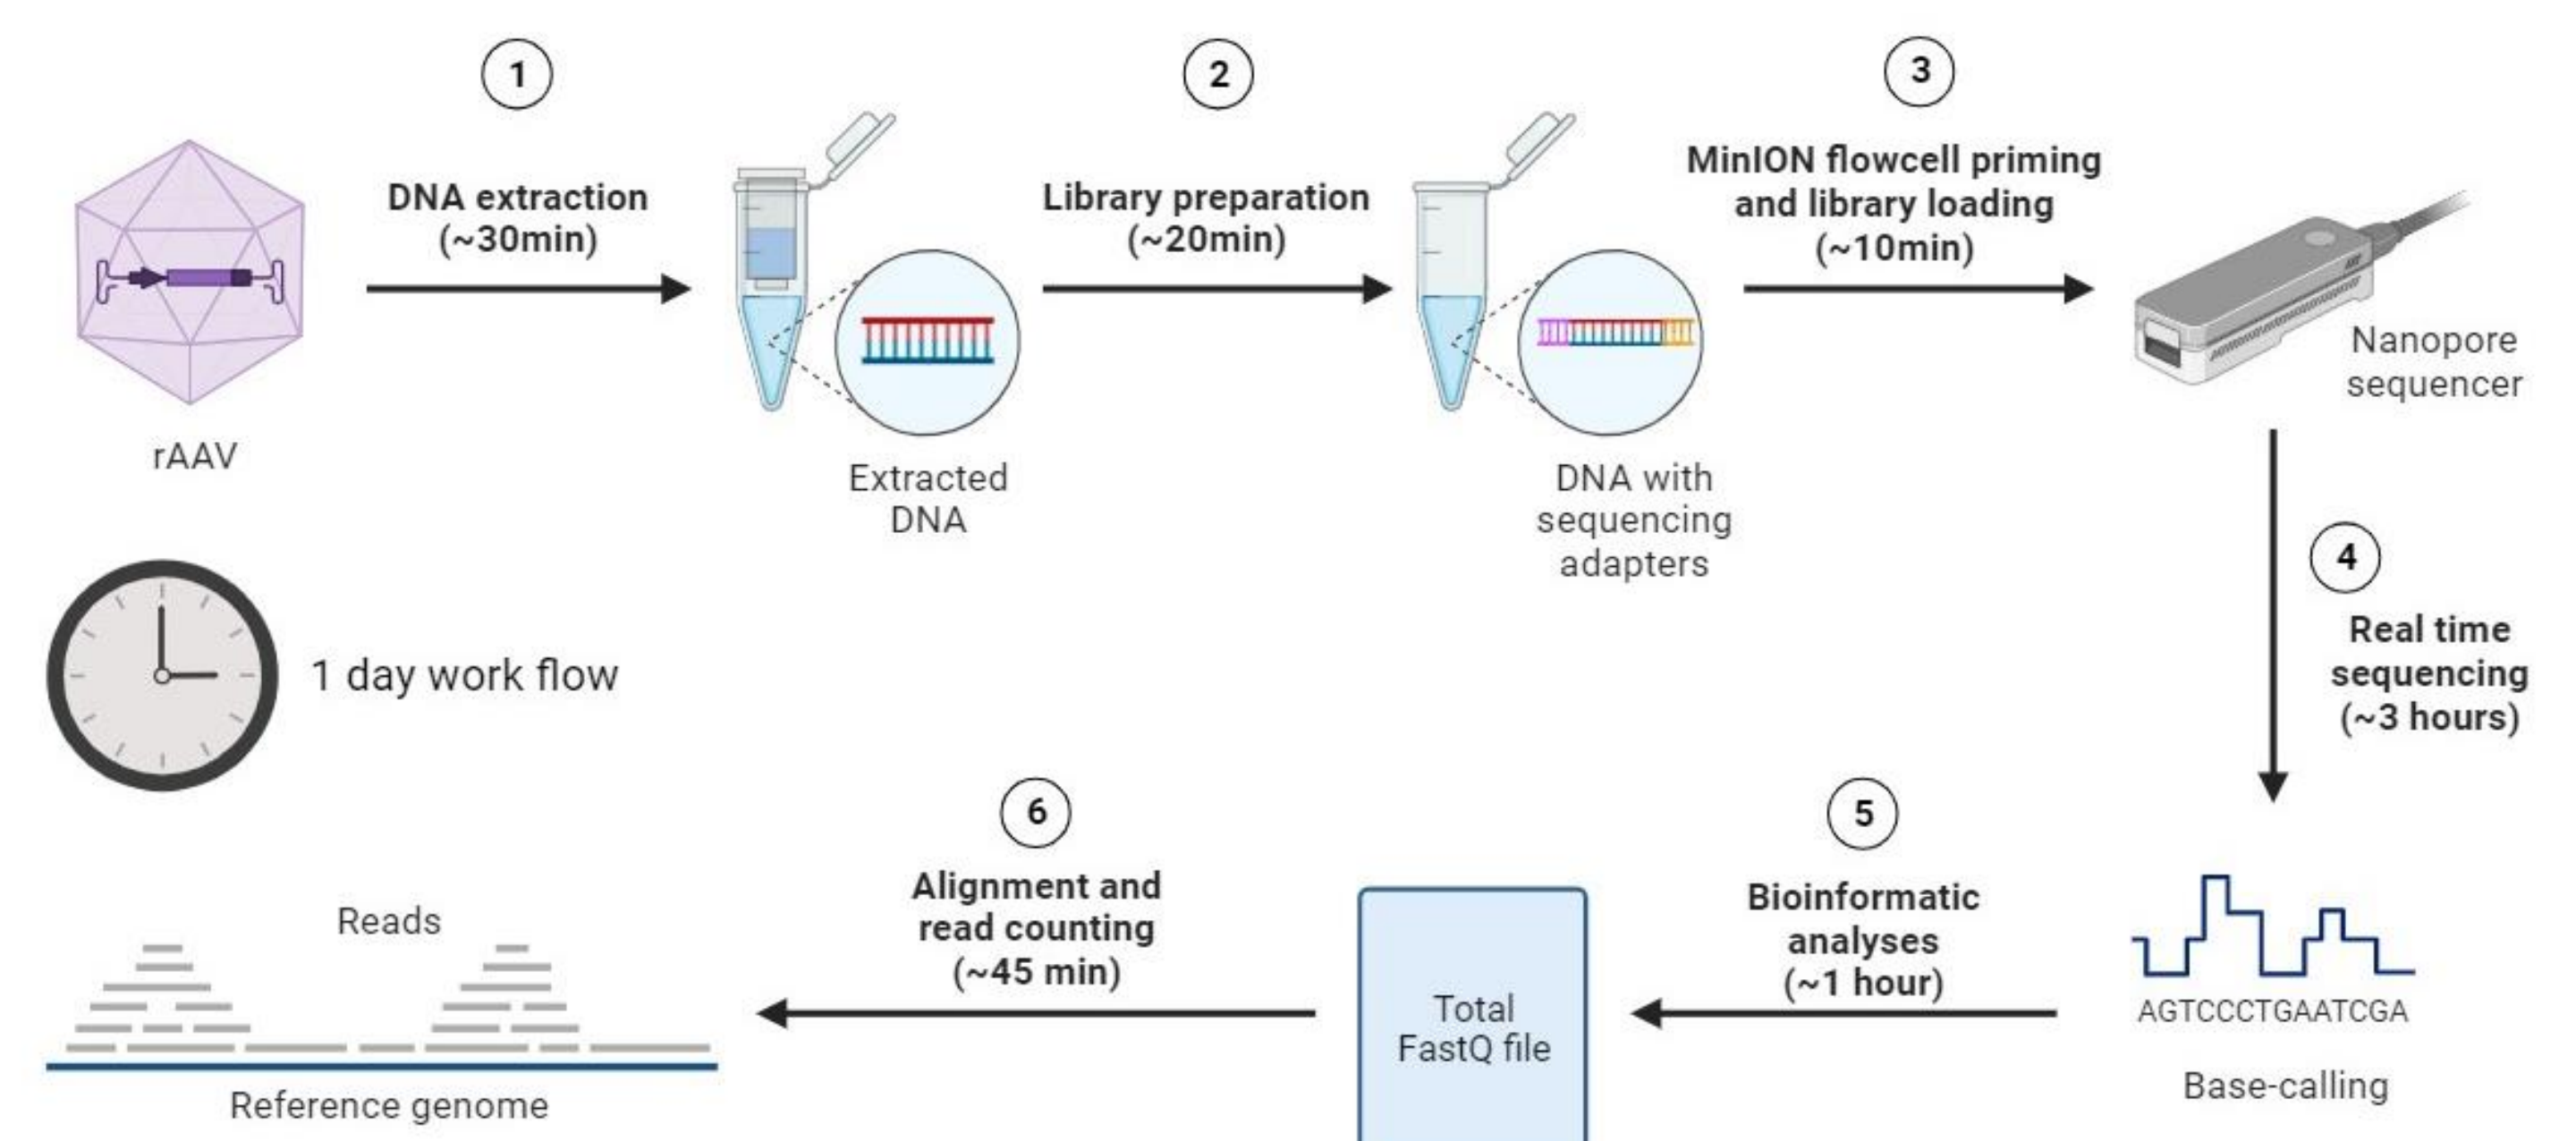 1
DNA extraction
(~30min)
2
Library preparation
(~20min)
3
MinION flowcell priming
and library loading
(~10min)
rAAV
Extracted
DNA
DNA with
sequencing
adapters
Nanopore
sequencer
4
Real time
sequencing
(~3 hours)
1 day work flow
AGTCCCTGAATCGA
Base-calling
5
Bioinformatic
analyses
(~1 hour)
Total
FastQ file
6
Alignment and
read counting
(~45 min)
Reads
Reference genome